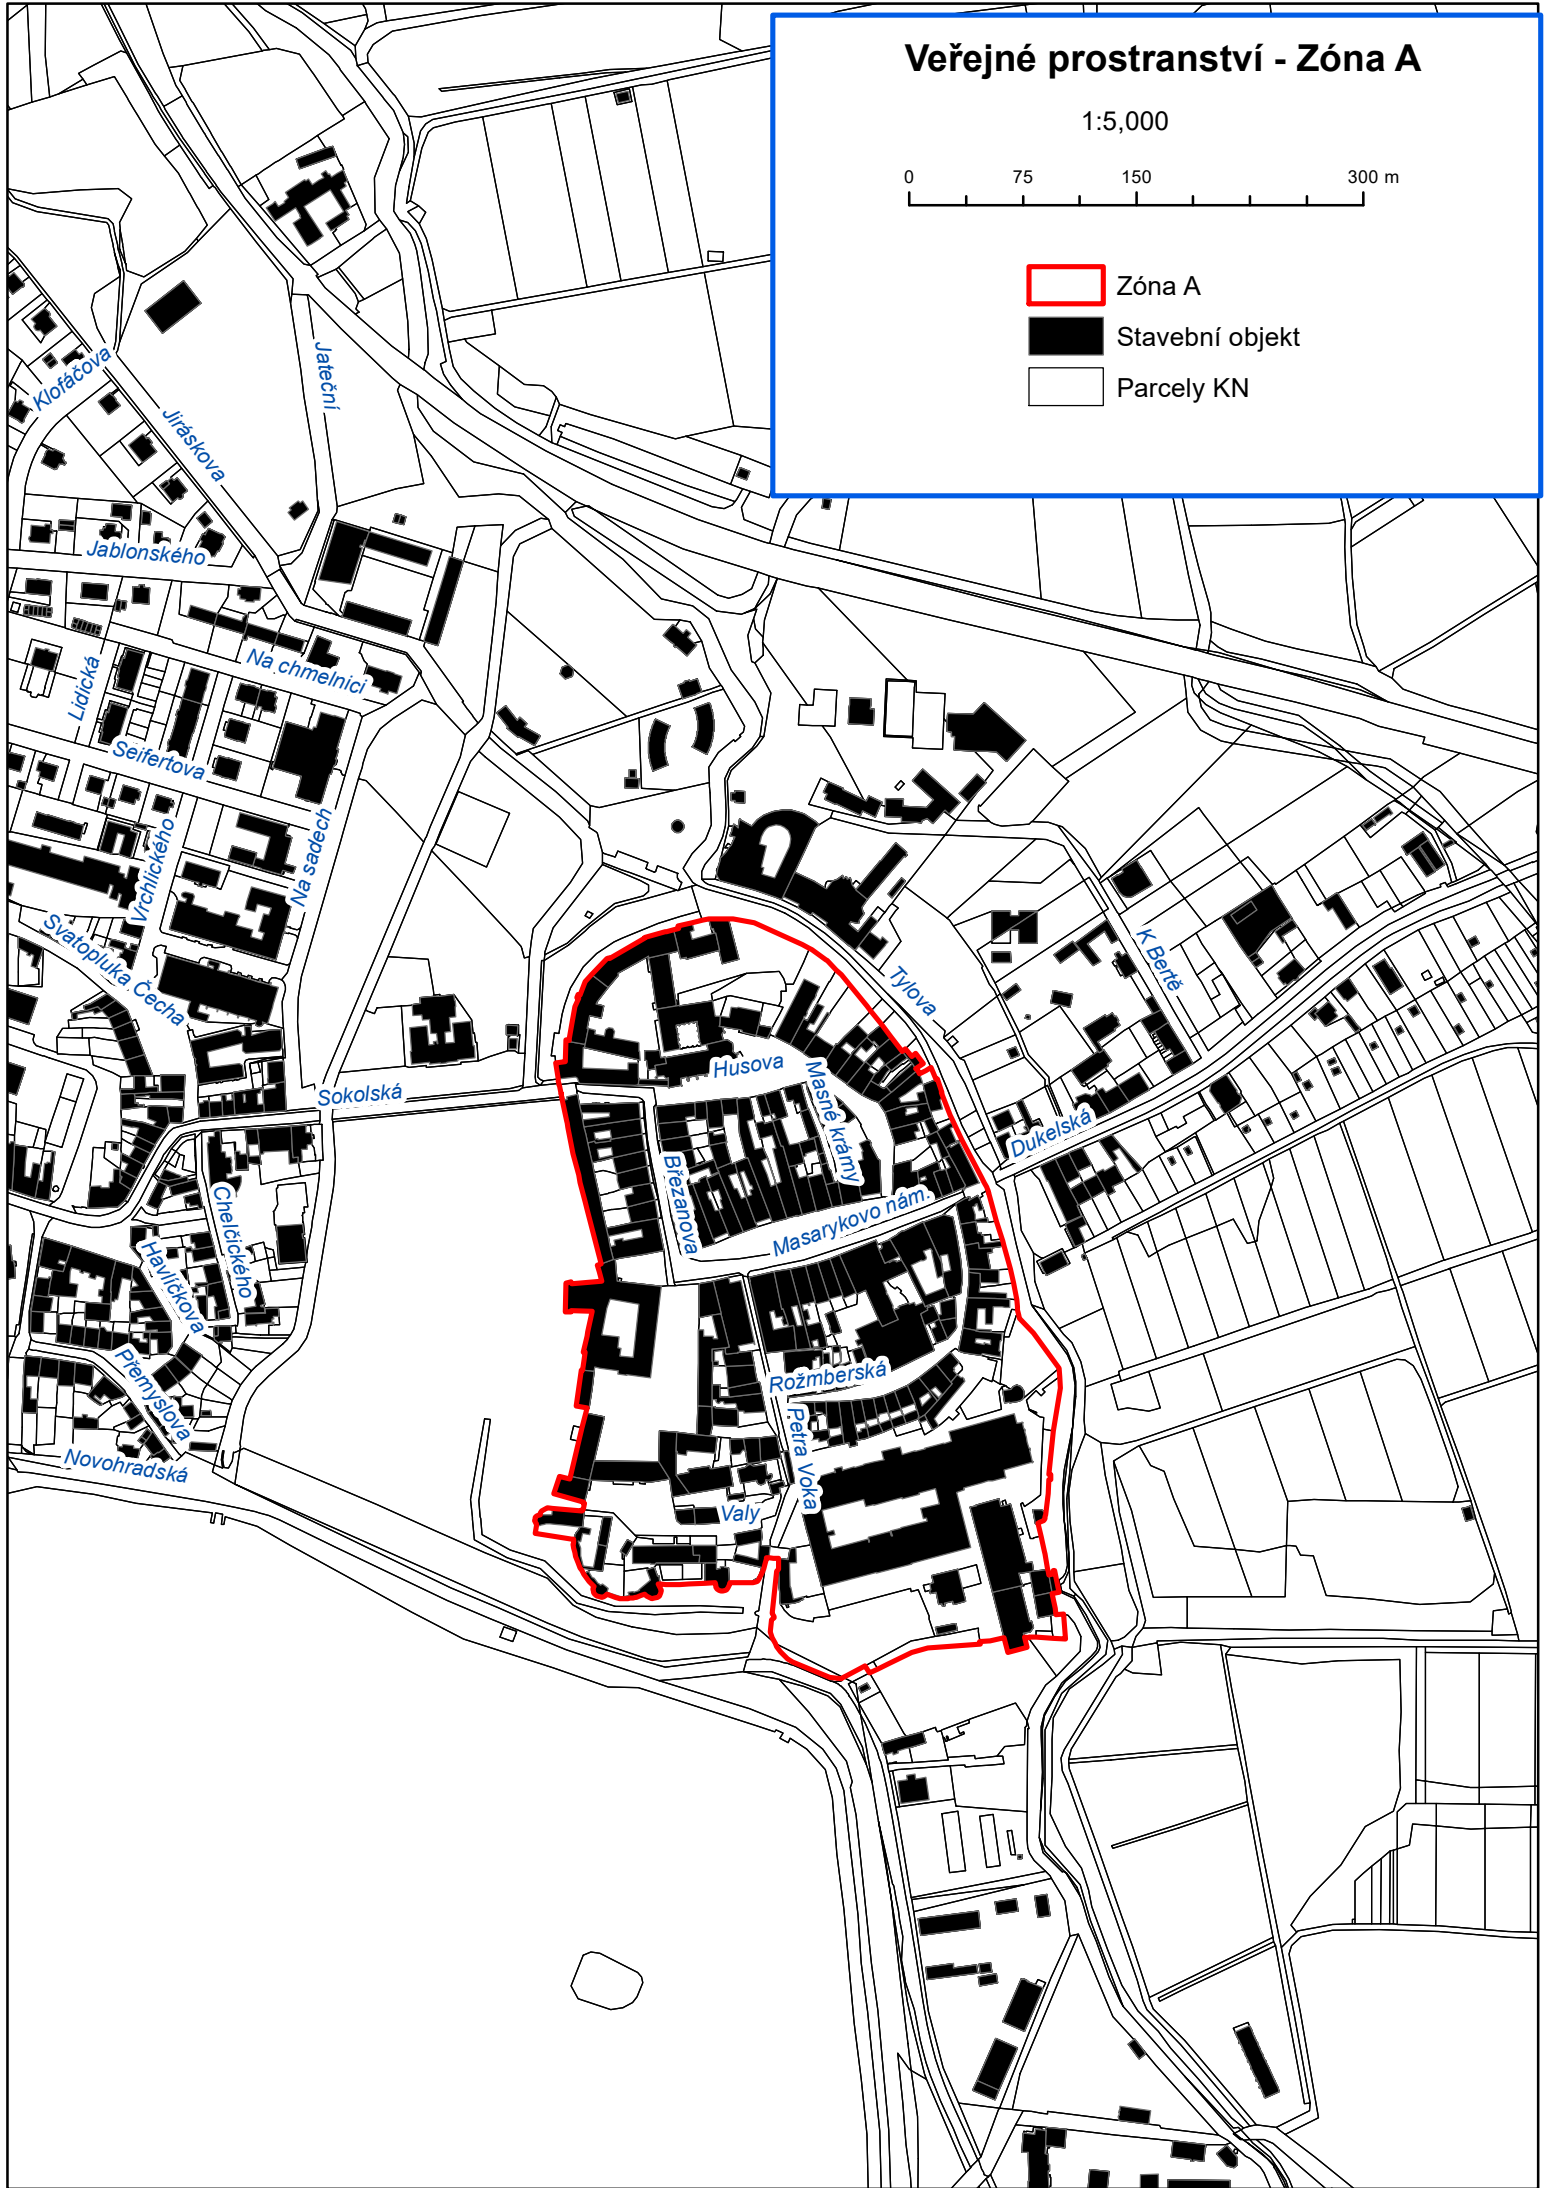 Veřejné prostranství - Zóna A
1:5,000
0 75 150 300 m
Zóna A
Stavební objekt
Parcely KN
Klofáčova
Jateční
Jiráskova
Jablonského
Na chmelnici
Lidická
Seifertova
Na sadech
Vrchlického
Svatopluka Čecha
K Bertě
Tylova
Husova
Masné krámy
Sokolská
Dukelská
Březanova
Masarykovo nám.
Chelčického
Havlíčkova
Přemyslova
Rožmberská
Petra Voka
Novohradská
Valy